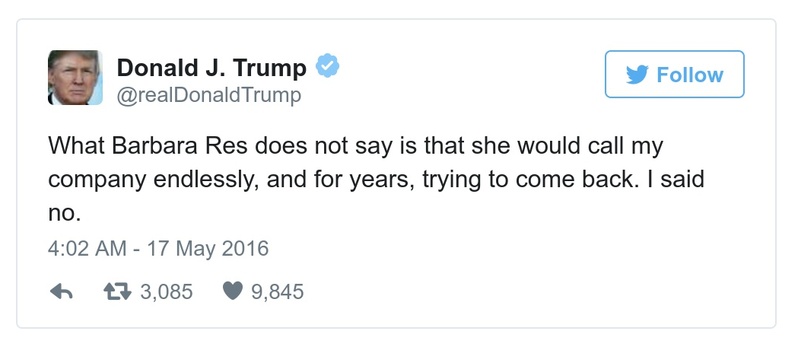 Donald J. Trump
@realDonaldTrump
Follow
What Barbara Res does not say is that she would call my
company endlessly, and for years, trying to come back. I said
no.
4:02 AM - 17 May 2016
3,085 9,845